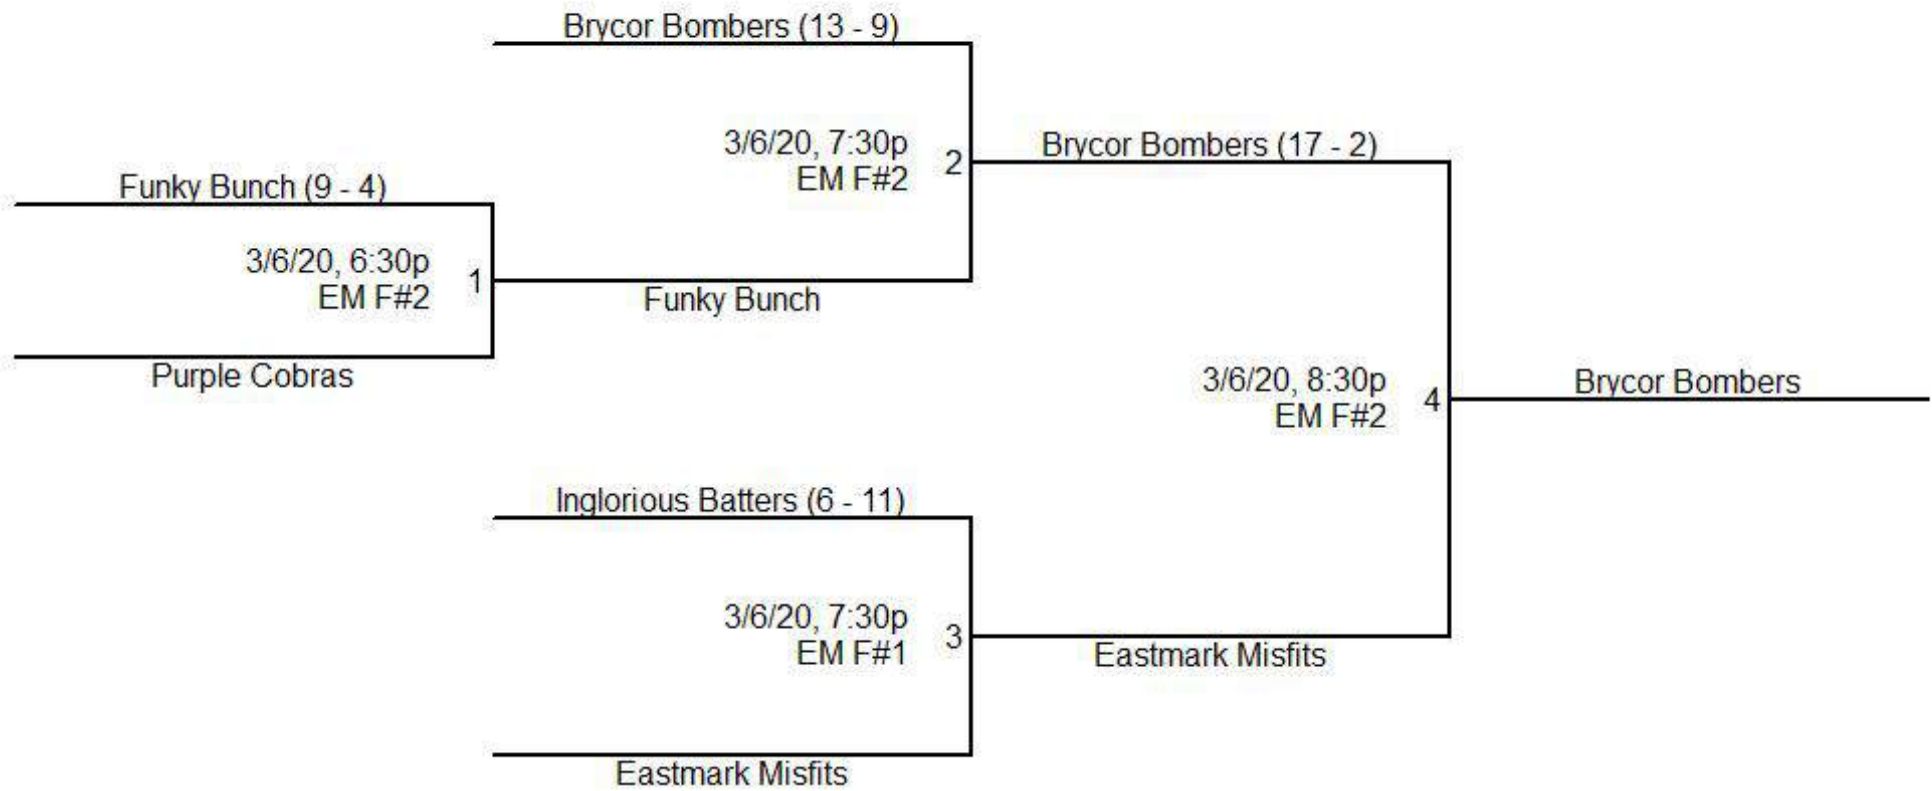 Brycor Bombers (13 - 9)
3/6/20, 7:30p
EM F#2
2
Brycor Bombers (17 - 2)
Funky Bunch (9 - 4)
3/6/20, 6:30p
EM F#2
1
Funky Bunch
Purple Cobras
3/6/20, 8:30p
EM F#2
4
Brycor Bombers
Inglorious Batters (6 - 11)
3/6/20, 7:30p
EM F#1
3
Eastmark Misfits
Eastmark Misfits